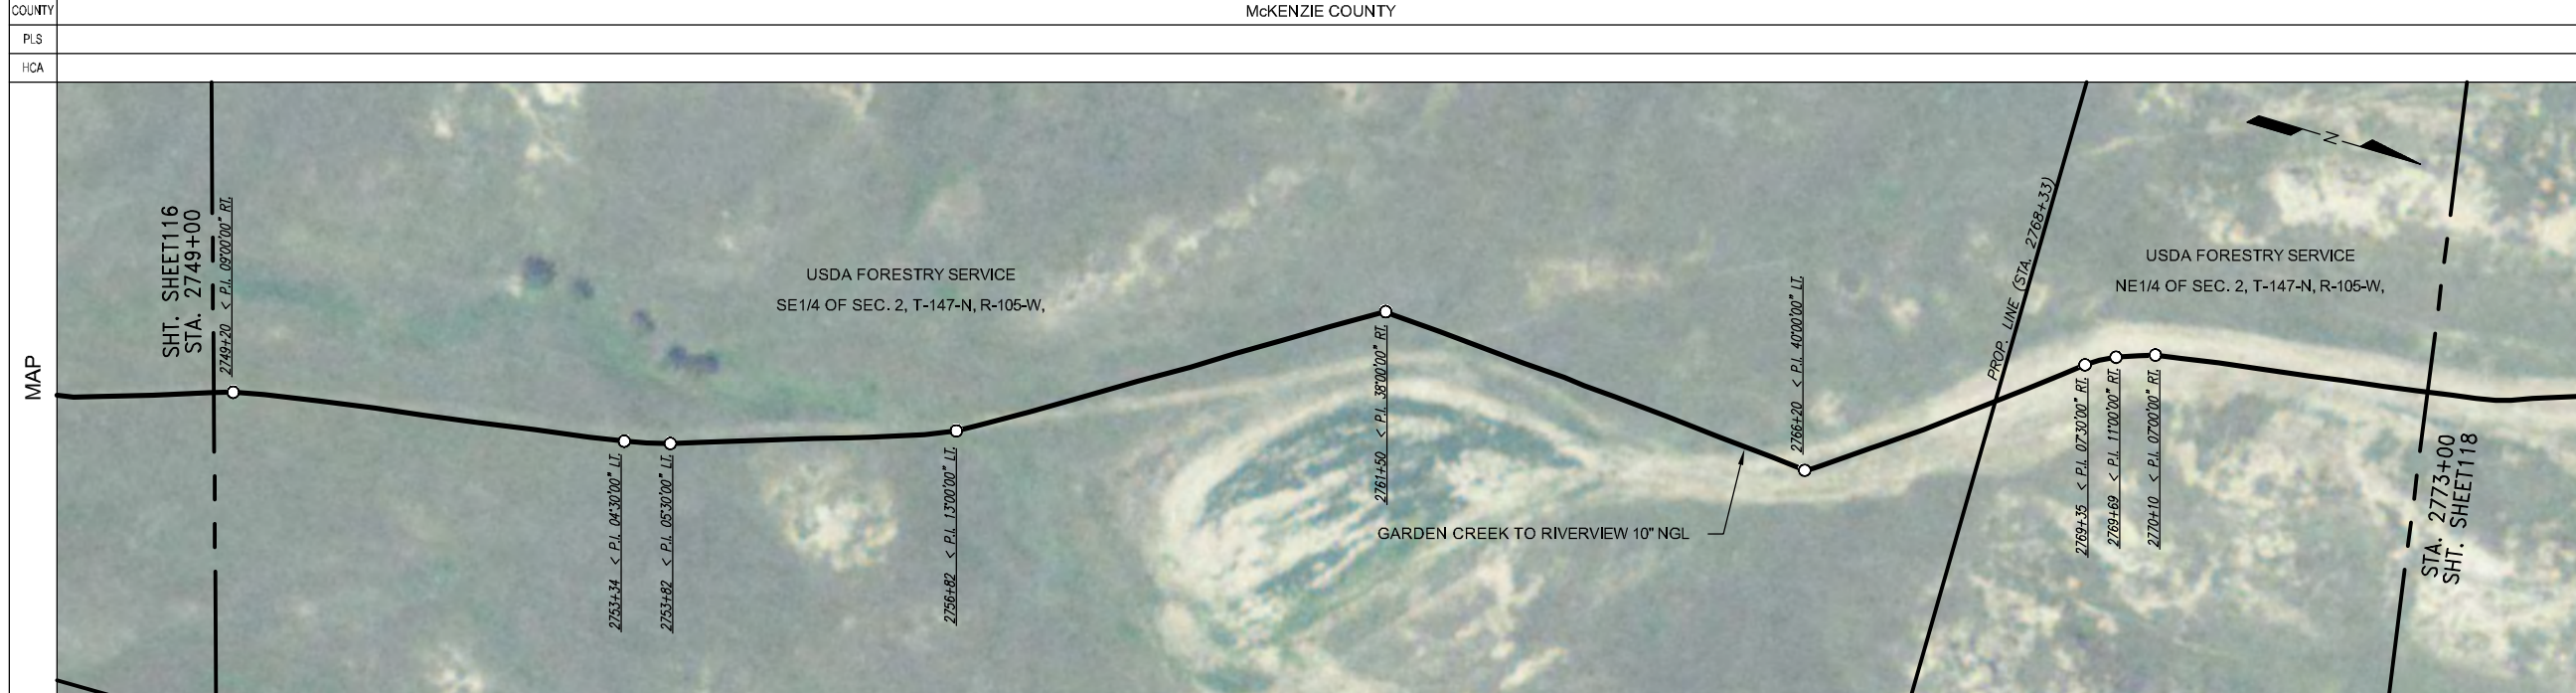 COUNTY
McKENZIE COUNTY
PLS
HCA
MAP
SHT. SHEET116
STA. 2749+00
2749+20 < P.I. 09°00'00" RT.
2753+34 < P.I. 04°30'00" LT.
2753+82 < P.I. 05°30'00" LT.
USDA FORESTRY SERVICE
SE1/4 OF SEC. 2, T-147-N, R-105-W,
2756+82 < P.I. 13°00'00" LT.
2761+50 < P.I. 38°00'00" RT.
GARDEN CREEK TO RIVERVIEW 10" NGL
2766+20 < P.I. 40°00'00" LT.
PROP. LINE (STA. 2768+33)
2769+35 < P.I. 07°30'00" RT.
2769+69 < P.I. 11°00'00" RT.
2770+10 < P.I. 07°00'00" RT.
USDA FORESTRY SERVICE
NE1/4 OF SEC. 2, T-147-N, R-105-W,
N
STA. 2773+00
SHT. SHEET118